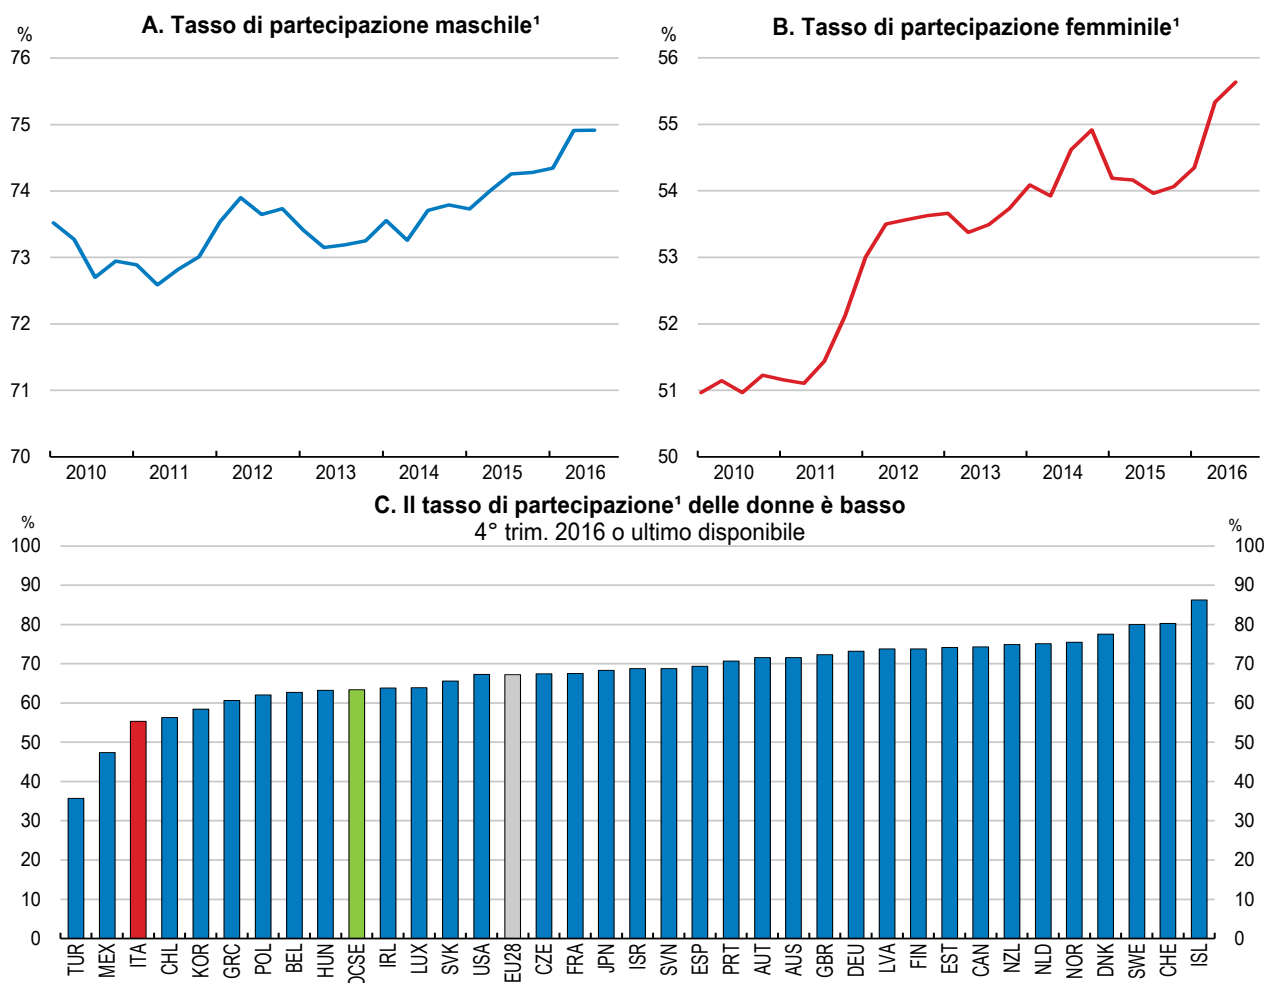 A. Tasso di partecipazione maschile¹
%
76
75
74
73
72
71
70
2010 2011 2012 2013 2014 2015 2016
B. Tasso di partecipazione femminile¹
%
56
55
54
53
52
51
50
2010 2011 2012 2013 2014 2015 2016
C. Il tasso di partecipazione¹ delle donne è basso
4° trim. 2016 o ultimo disponibile
%
100
90
80
70
60
50
40
30
20
10
0
%
100
90
80
70
60
50
40
30
20
10
0
TUR
MEX
ITA
CHL
KOR
GRC
POL
BEL
HUN
OCSE
IRL
LUX
SVK
USA
EU28
CZE
FRA
JPN
ISR
SVN
ESP
PRT
AUT
AUS
GBR
DEU
LVA
FIN
EST
CAN
NZL
NLD
NOR
DNK
SWE
CHE
ISL